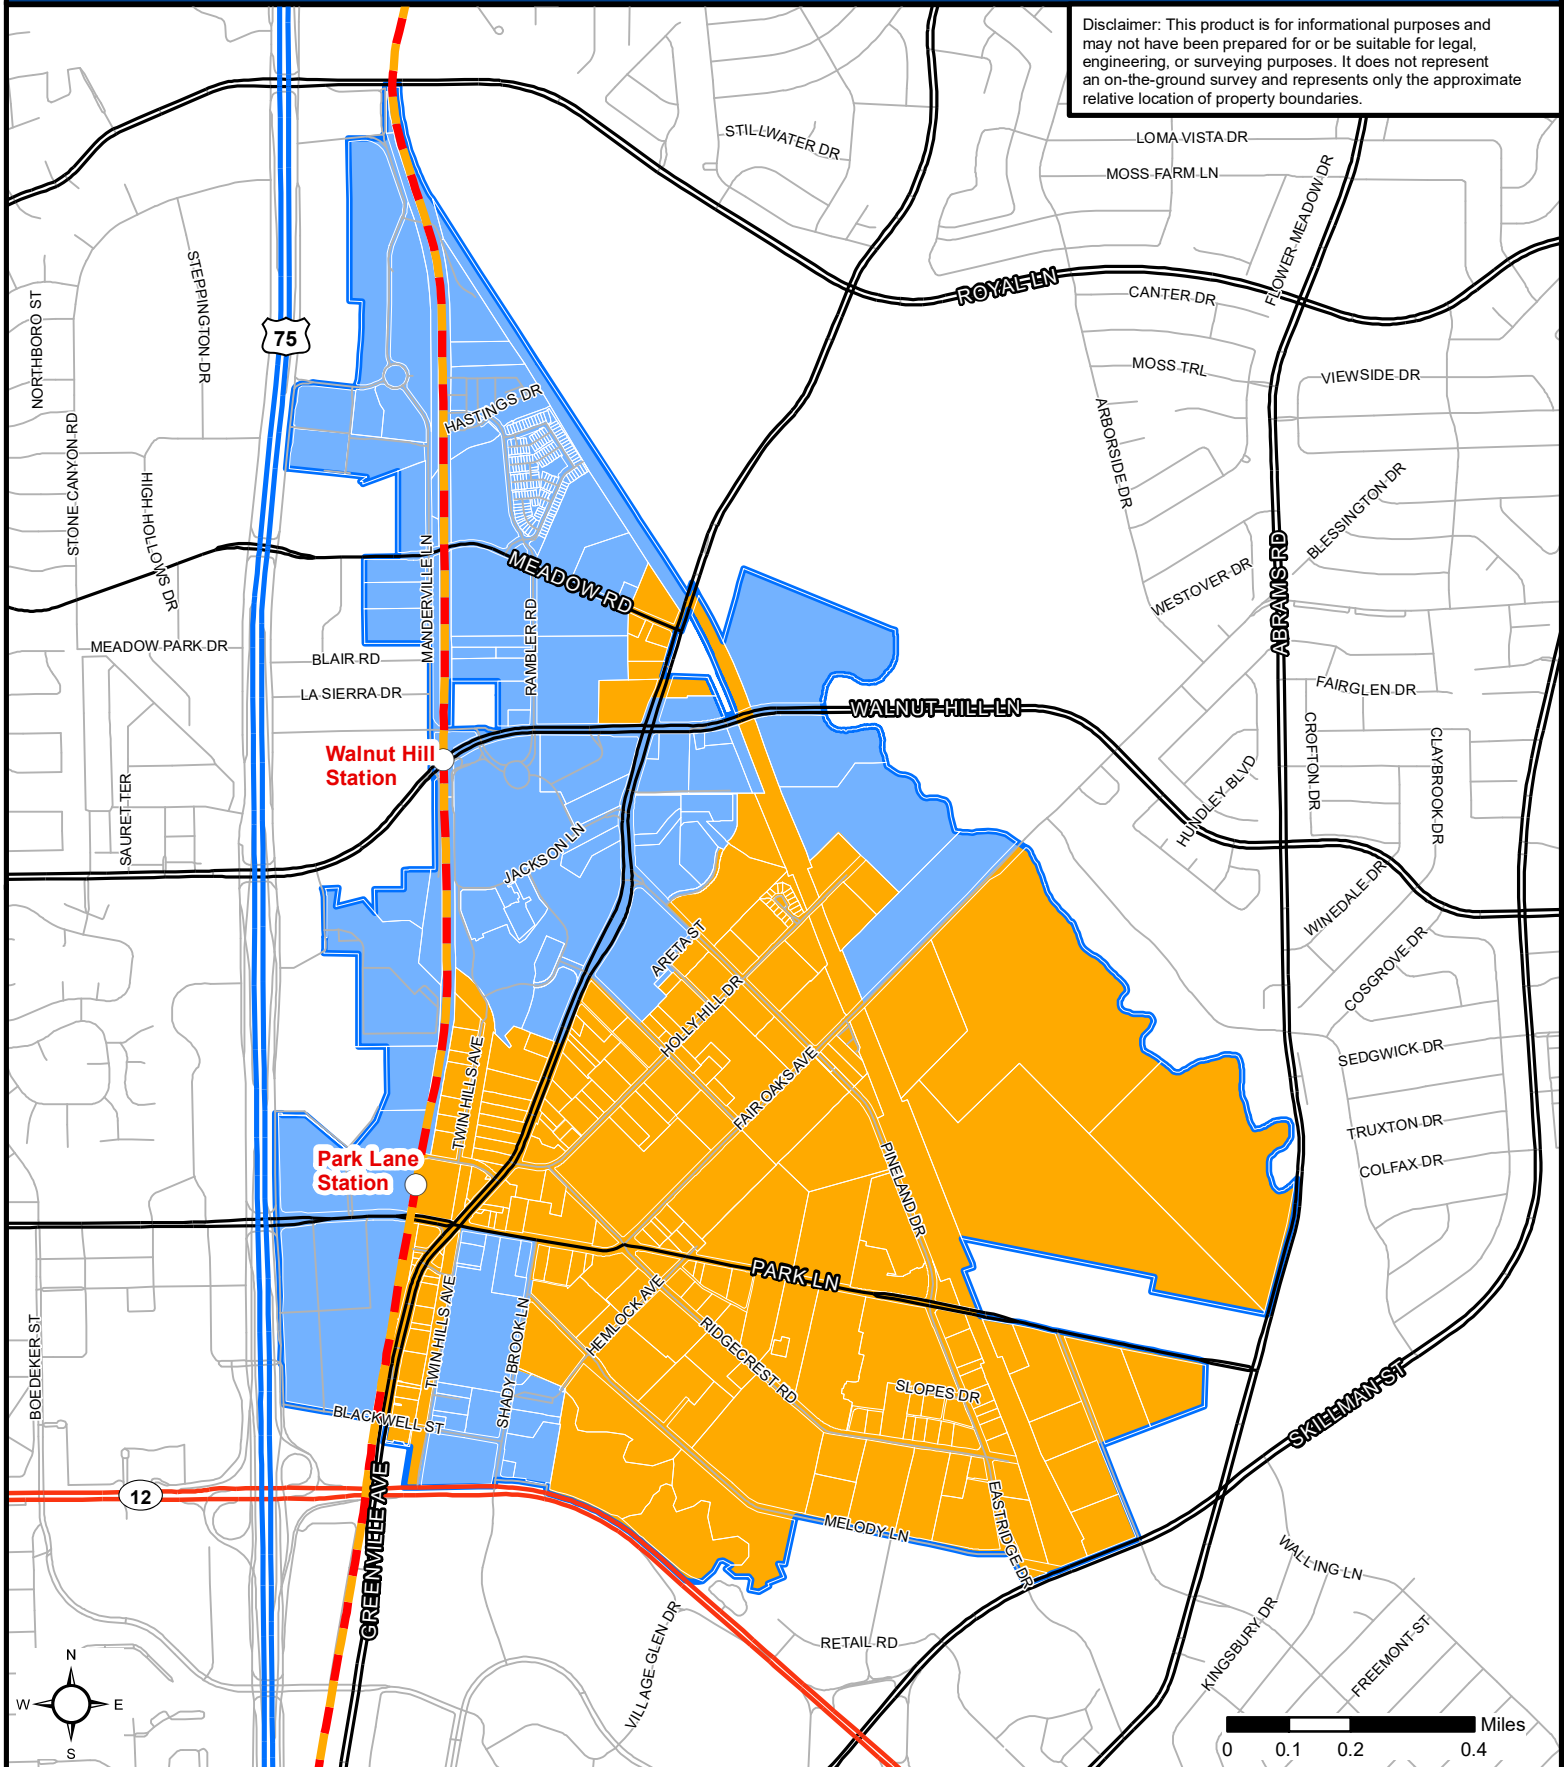 Disclaimer: This product is for informational purposes and
may not have been prepared for or be suitable for legal,
engineering, or surveying purposes. It does not represent
an on-the-ground survey and represents only the approximate
relative location of property boundaries.
STILLWATER DR
LOMA VISTA DR
MOSS FARM LN
FLOWER MEADOW DR
STEPPINGTON DR
NORTHBORO ST
75
ROYAL LN
CANTER DR
MOSS TRL
VIEWSIDE DR
HASTINGS DR
ARBORSIDE DR
STONE CANYON RD
HIGH HOLLOWS DR
BLESSINGTON DR
MANDERVILLE LN
MEADOW RD
WESTOVER DR
ABRAMS RD
RAMBLER RD
MEADOW PARK DR
BLAIR RD
LA SIERRA DR
FAIRGLEN DR
WALNUT HILL LN
CROFTON DR
CLAYBROOK DR
Walnut Hill
Station
SAURET TER
HUNDLEY BLVD
JACKSON LN
WINEDALE DR
ARETA ST
COSGROVE DR
HOLLY HILL DR
SEDGWICK DR
TWIN HILLS AVE
FAIR OAKS AVE
TRUXTON DR
COLFAX DR
Park Lane
Station
PINELAND DR
PARK LN
TWIN HILLS AVE
SHADY BROOK LN
HEMLOCK AVE
RIDGECREST RD
BOEDEKER ST
SLOPES DR
SKILLMAN ST
BLACKWELL ST
12
GREENVILLE AVE
MELODY LN
EASTRIDGE DR
WALLING LN
VILLAGE GLEN DR
RETAIL RD
KINGSBURY DR
FREEMONT ST
N
W
E
S
Miles
0 0.1 0.2 0.4